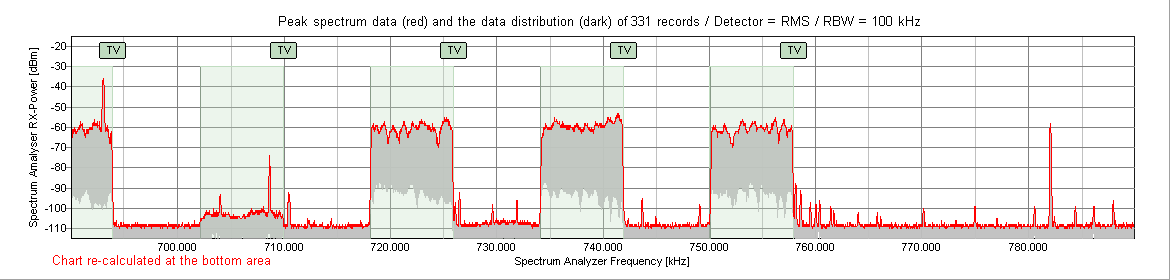 Peak spectrum data (red) and the data distribution (dark) of 331 records / Detector = RMS / RBW = 100 kHz
TV TV TV TV TV
Spectrum Analyser RX-Power [dBm]
-20
-30
-40
-50
-60
-70
-80
-90
-100
-110
700.000 710.000 720.000 730.000 740.000 750.000 760.000 770.000 780.000
Chart re-calculated at the bottom area
Spectrum Analyzer Frequency [kHz]